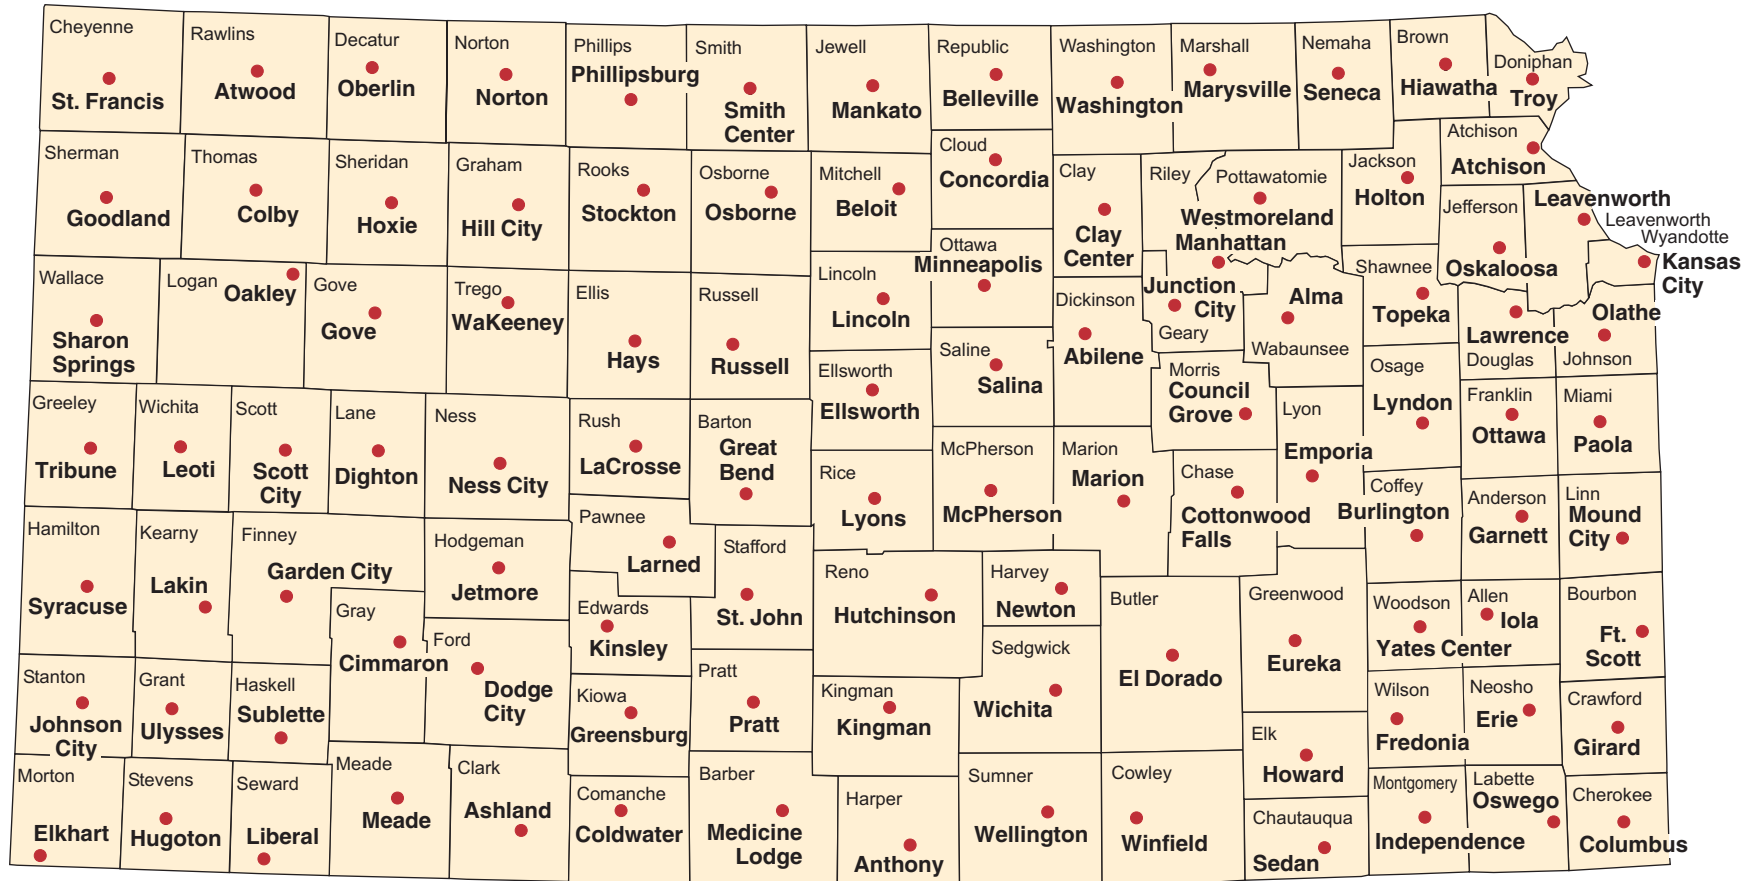 Cheyenne
St. Francis
Rawlins
Atwood
Decatur
Oberlin
Norton
Norton
Phillips
Phillipsburg
Smith
Smith
Center
Jewell
Mankato
Republic
Belleville
Washington
Washington
Marshall
Marysville
Nemaha
Seneca
Brown
Hiawatha
Doniphan
Troy
Sherman
Goodland
Thomas
Colby
Sheridan
Hoxie
Graham
Hill City
Rooks
Stockton
Osborne
Osborne
Mitchell
Beloit
Cloud
Concordia
Clay
Clay
Center
Riley
Manhattan
Pottawatomie
Westmoreland
Jackson
Holton
Atchison
Atchison
Jefferson
Oskaloosa
Leavenworth
Leavenworth
Wyandotte
Kansas
City
Wallace
Sharon
Springs
Logan
Oakley
Gove
Gove
Trego
WaKeeney
Ellis
Hays
Russell
Russell
Lincoln
Lincoln
Ottawa
Minneapolis
Saline
Salina
Dickinson
Abilene
Junction
City
Geary
Alma
Wabaunsee
Shawnee
Topeka
Lawrence
Douglas
Olathe
Johnson
Greeley
Tribune
Wichita
Leoti
Scott
Scott
City
Lane
Dighton
Ness
Ness City
Rush
LaCrosse
Barton
Great
Bend
Ellsworth
Ellsworth
Rice
Lyons
McPherson
McPherson
Marion
Marion
Morris
Council
Grove
Chase
Cottonwood
Falls
Lyon
Emporia
Osage
Lyndon
Franklin
Ottawa
Miami
Paola
Coffey
Burlington
Anderson
Garnett
Linn
Mound
City
Hamilton
Syracuse
Kearny
Lakin
Finney
Garden City
Gray
Cimmaron
Hodgeman
Jetmore
Ford
Dodge
City
Pawnee
Larned
Edwards
Kinsley
Stafford
St. John
Reno
Hutchinson
Harvey
Newton
Sedgwick
Wichita
Butler
El Dorado
Greenwood
Eureka
Woodson
Yates Center
Allen
Iola
Bourbon
Ft.
Scott
Stanton
Johnson
City
Grant
Ulysses
Haskell
Sublette
Kiowa
Greensburg
Pratt
Pratt
Kingman
Kingman
Elk
Howard
Wilson
Fredonia
Neosho
Erie
Crawford
Girard
Morton
Elkhart
Stevens
Hugoton
Seward
Liberal
Meade
Meade
Clark
Ashland
Comanche
Coldwater
Barber
Medicine
Lodge
Harper
Anthony
Sumner
Wellington
Cowley
Winfield
Chautauqua
Sedan
Montgomery
Independence
Labette
Oswego
Cherokee
Columbus